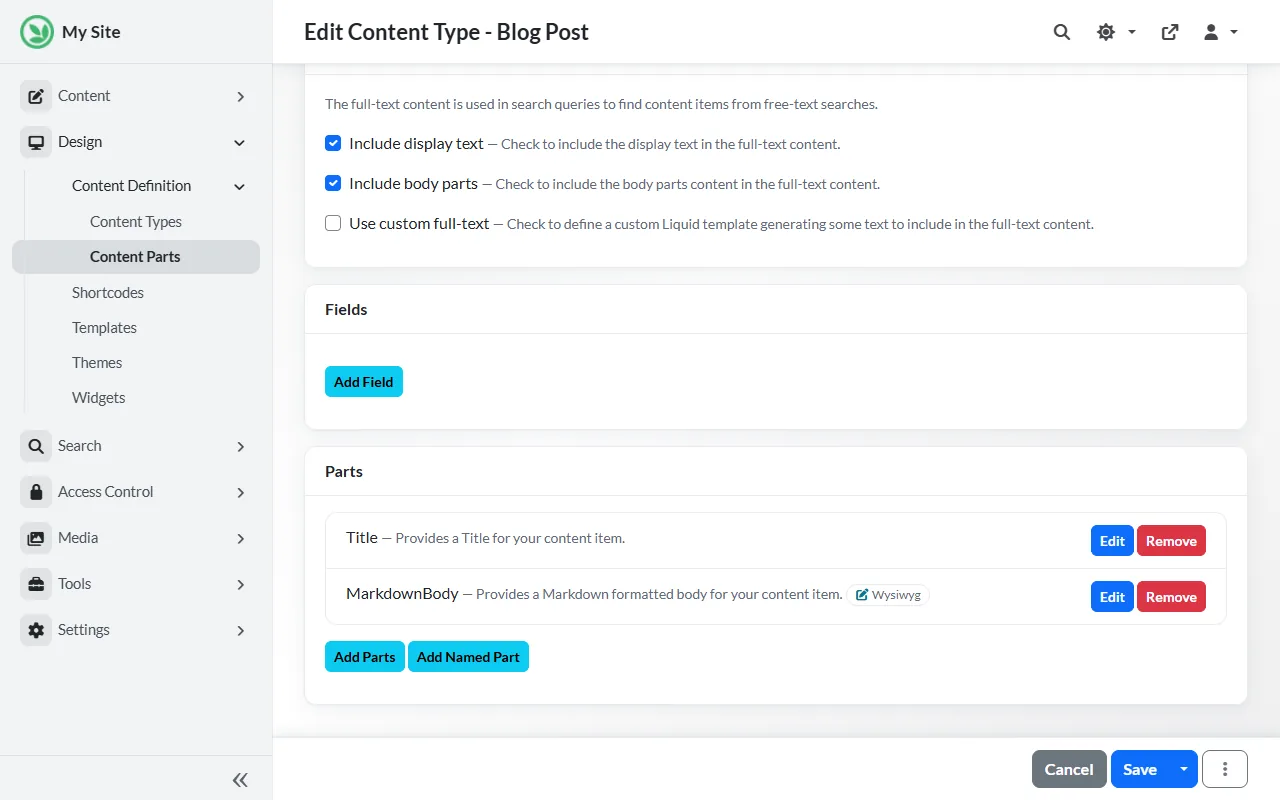 My Site
Edit Content Type - Blog Post
Content
Design
Content Definition
Content Types
Content Parts
Shortcodes
Templates
Themes
Widgets
Search
Access Control
Media
Tools
Settings
The full-text content is used in search queries to find content items from free-text searches.
Include display text — Check to include the display text in the full-text content.
Include body parts — Check to include the body parts content in the full-text content.
Use custom full-text — Check to define a custom Liquid template generating some text to include in the full-text content.
Fields
Add Field
Parts
Title — Provides a Title for your content item. Edit Remove
MarkdownBody — Provides a Markdown formatted body for your content item. Wysiwyg Edit Remove
Add Parts Add Named Part
Cancel Save